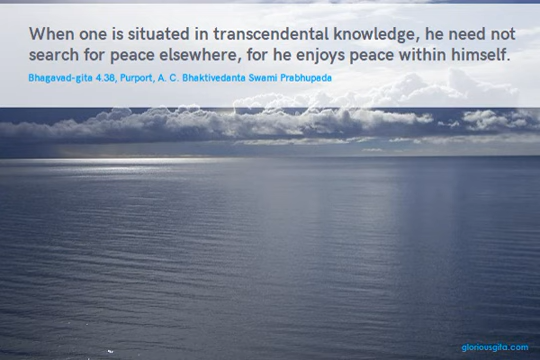 When one is situated in transcendental knowledge, he need not
search for peace elsewhere, for he enjoys peace within himself.
Bhagavad-gita 4.38, Purport, A. C. Bhaktivedanta Swami Prabhupada
gloriousgita.com